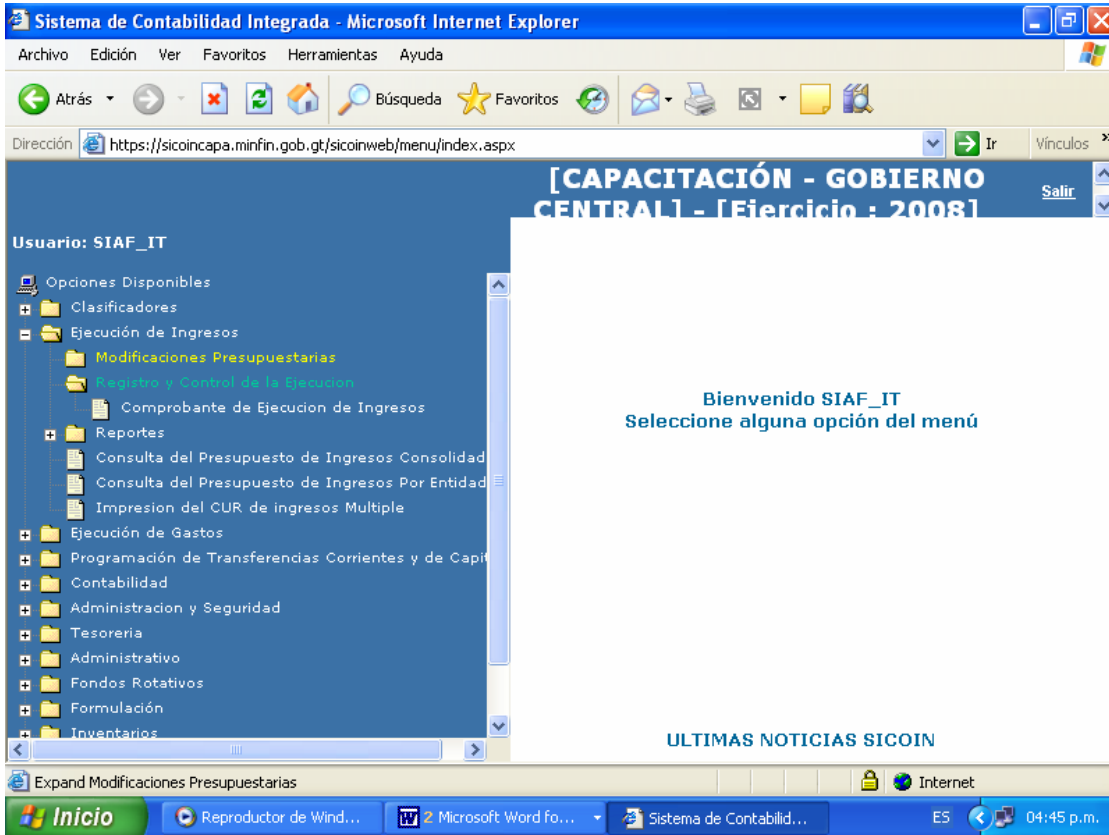 Sistema de Contabilidad Integrada - Microsoft Internet Explorer
Archivo Edición Ver Favoritos Herramientas Ayuda
Atrás Búsqueda Favoritos
Dirección https://sicoincapa.minfin.gob.gt/sicoinweb/menu/index.aspx Ir Vínculos »
[CAPACITACIÓN - GOBIERNO
CENTRAL] - [Ejercicio : 2008]
Salir
Usuario: SIAF_IT
Opciones Disponibles
Clasificadores
Ejecución de Ingresos
Modificaciones Presupuestarias
Registro y Control de la Ejecucion
Comprobante de Ejecucion de Ingresos
Reportes
Consulta del Presupuesto de Ingresos Consolidad
Consulta del Presupuesto de Ingresos Por Entidad
Impresion del CUR de ingresos Multiple
Ejecución de Gastos
Programación de Transferencias Corrientes y de Capit
Contabilidad
Administracion y Seguridad
Tesoreria
Administrativo
Fondos Rotativos
Formulación
Inventarios
Bienvenido SIAF_IT
Seleccione alguna opción del menú
ULTIMAS NOTICIAS SICOIN
Expand Modificaciones Presupuestarias Internet
Inicio Reproductor de Wind... 2 Microsoft Word fo... Sistema de Contabilid... ES 04:45 p.m.